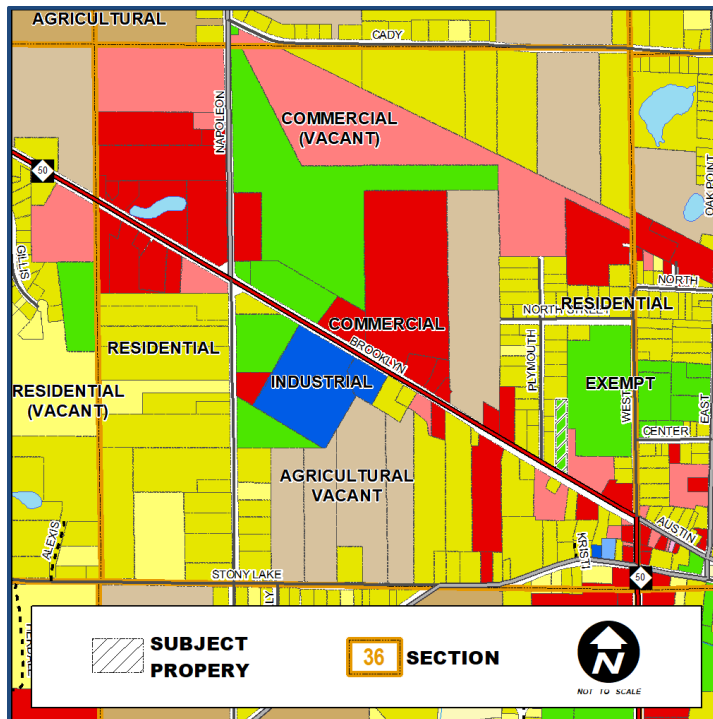 AGRICULTURAL
CADY
NAPOLEON
COMMERCIAL
(VACANT)
50
OAK POINT
GILLIS
NORTH
NORTH STREET
RESIDENTIAL
COMMERCIAL
BROOKLYN
RESIDENTIAL
PLYMOUTH
INDUSTRIAL
EXEMPT
RESIDENTIAL
(VACANT)
WEST
EAST
CENTER
AGRICULTURAL
VACANT
AUSTIN
ALEXIS
KRISTI
STONY LAKE
50
LY
SUBJECT
PROPERY
36
SECTION
N
NOT TO SCALE